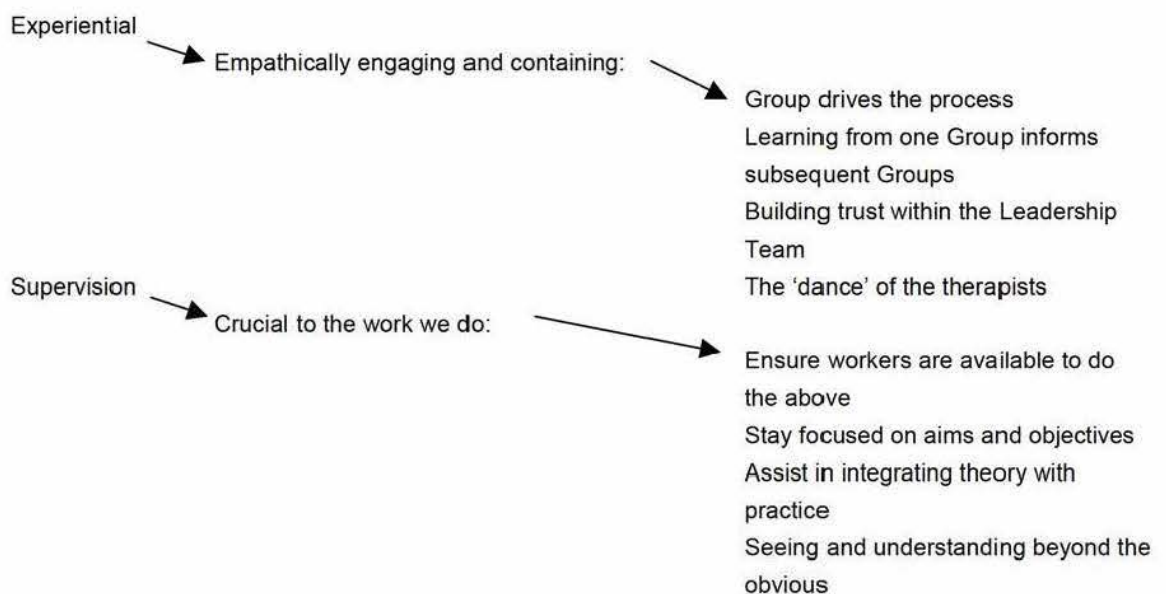 Experiential
Empathically engaging and containing:
Group drives the process
Learning from one Group informs
subsequent Groups
Building trust within the Leadership
Team
The ‘dance’ of the therapists
Supervision
Crucial to the work we do:
Ensure workers are available to do
the above
Stay focused on aims and objectives
Assist in integrating theory with
practice
Seeing and understanding beyond the
obvious